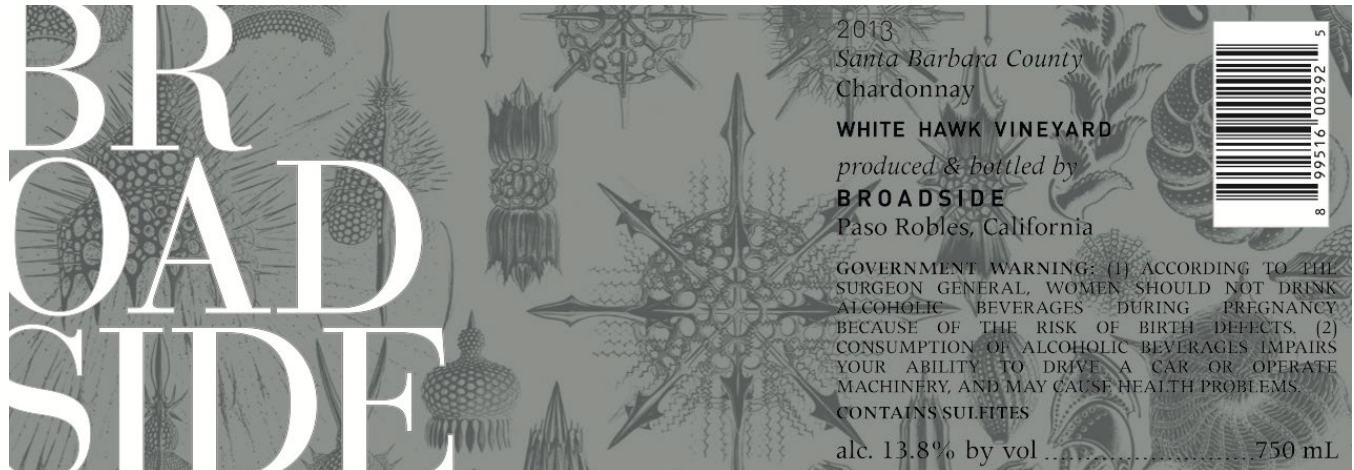 BR
OAD
SIDE
2013
Santa Barbara County
Chardonnay
WHITE HAWK VINEYARD
produced & bottled by
BROADSIDE
Paso Robles, California
GOVERNMENT WARNING: (1) ACCORDING TO THE
SURGEON GENERAL, WOMEN SHOULD NOT DRINK
ALCOHOLIC BEVERAGES DURING PREGNANCY
BECAUSE OF THE RISK OF BIRTH DEFECTS. (2)
CONSUMPTION OF ALCOHOLIC BEVERAGES IMPAIRS
YOUR ABILITY TO DRIVE A CAR OR OPERATE
MACHINERY, AND MAY CAUSE HEALTH PROBLEMS.
CONTAINS SULFITES
alc. 13.8% by vol ................................750 mL
8 99516 00292 5